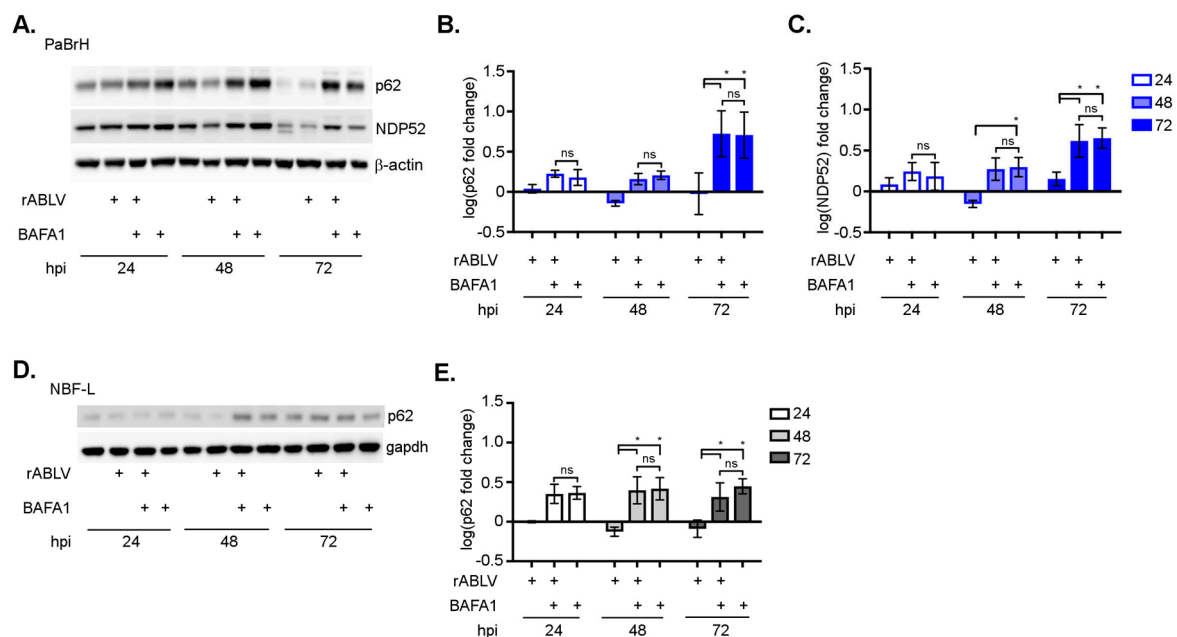 A.
PaBrH
p62
NDP52
β-actin
rABLV + + + + + +
BAFA1 + + + + + +
hpi 24 48 72
B.
log(p62 fold change)
1.5
1.0
0.5
0
-0.5
ns
ns
* *
ns
rABLV + + + + + +
BAFA1 + + + + + +
hpi 24 48 72
C.
log(NDP52) fold change)
1.5
1.0
0.5
0
-0.5
ns
*
ns
* *
ns
24
48
72
rABLV + + + + + +
BAFA1 + + + + + +
hpi 24 48 72
D.
NBF-L
p62
gapdh
rABLV + + + + + +
BAFA1 + + + + + +
hpi 24 48 72
E.
log(p62 fold change)
1.5
1.0
0.5
0
-0.5
ns
* *
ns
* *
ns
24
48
72
rABLV + + + + + +
BAFA1 + + + + + +
hpi 24 48 72